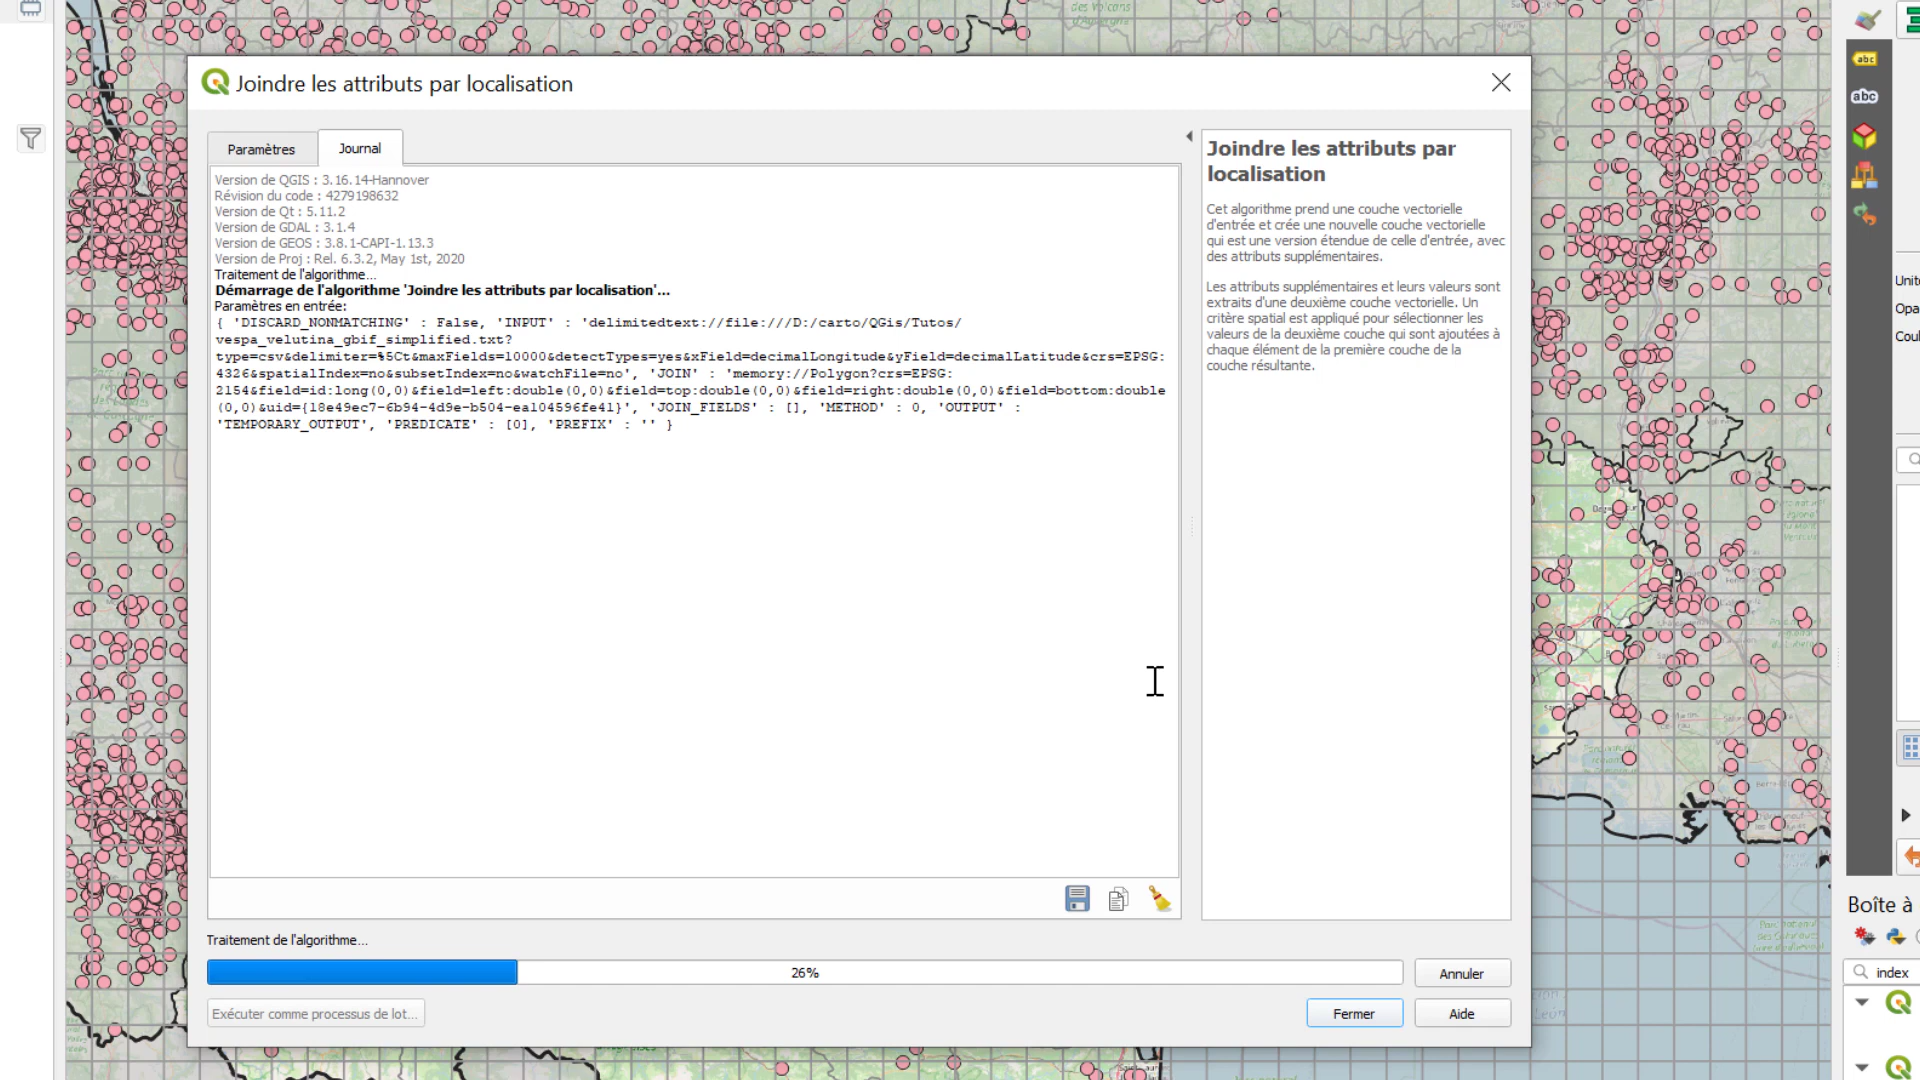 Joindre les attributs par localisation
Paramètres
Journal
Version de QGIS : 3.16.14-Hannover
Révision du code : 4279198632
Version de Qt : 5.11.2
Version de GDAL : 3.1.4
Version de GEOS : 3.8.1-CAPI-1.13.3
Version de Proj : Rel. 6.3.2, May 1st, 2020
Traitement de l'algorithme…
Démarrage de l'algorithme 'Joindre les attributs par localisation'…
Paramètres en entrée:
{ 'DISCARD_NONMATCHING' : False, 'INPUT' : 'delimitedtext://file:///D:/carto/QGis/Tutos/
vespa_velutina_gbif_simplified.txt?
type=csv&delimiter=%5Ct&maxFields=10000&detectTypes=yes&xField=decimalLongitude&yField=decimalLatitude&crs=EPSG:
4326&spatialIndex=no&subsetIndex=no&watchFile=no', 'JOIN' : 'memory://Polygon?crs=EPSG:
2154&field=id:long(0,0)&field=left:double(0,0)&field=top:double(0,0)&field=right:double(0,0)&field=bottom:double
(0,0)&uid={18e49ec7-6b94-4d9e-b504-ea104596fe41}', 'JOIN_FIELDS' : [], 'METHOD' : 0, 'OUTPUT' :
'TEMPORARY_OUTPUT', 'PREDICATE' : [0], 'PREFIX' : '' }
Joindre les attributs par
localisation
Cet algorithme prend une couche vectorielle
d'entrée et crée une nouvelle couche vectorielle
qui est une version étendue de celle d'entrée, avec
des attributs supplémentaires.
Les attributs supplémentaires et leurs valeurs sont
extraits d'une deuxième couche vectorielle. Un
critère spatial est appliqué pour sélectionner les
valeurs de la deuxième couche qui sont ajoutées à
chaque élément de la première couche de la
couche résultante.
Traitement de l'algorithme…
26%
Annuler
Exécuter comme processus de lot…
Fermer
Aide
abc
abc
Unité
Opa
Coul
Boîte à
index
des Volcans
d'Auvergne